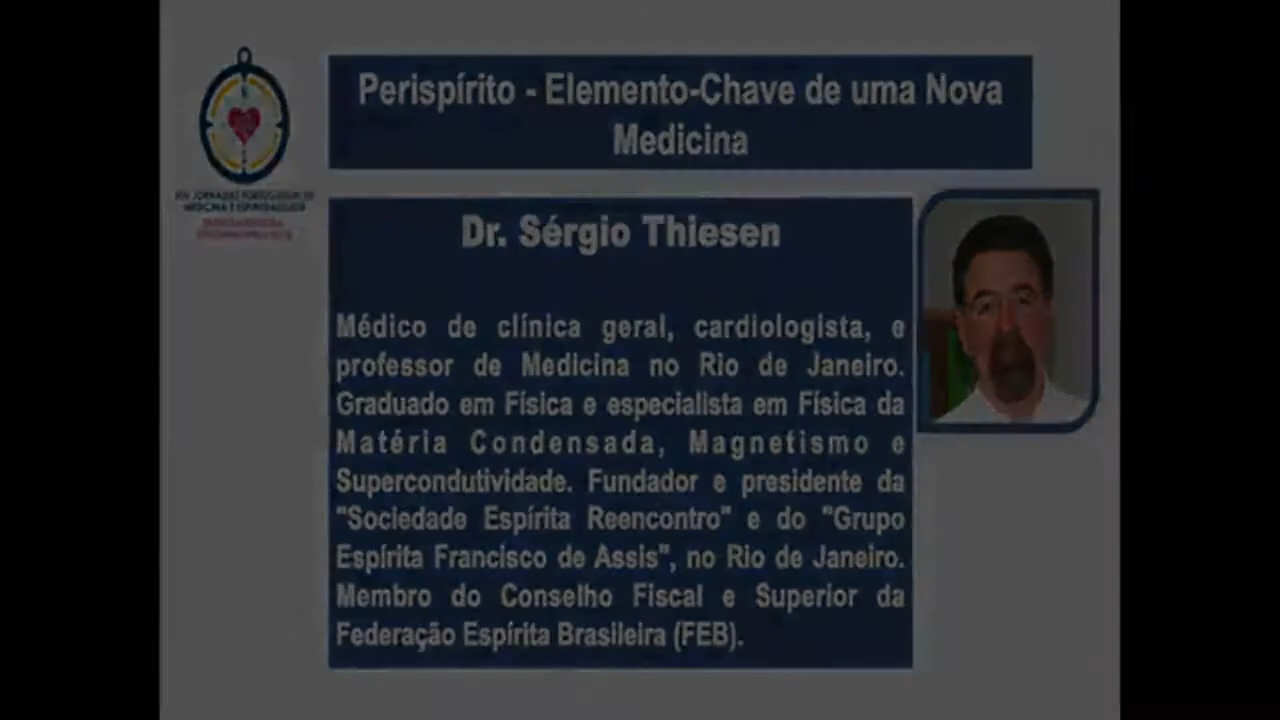 Perispírito - Elemento-Chave de uma Nova
Medicina
Dr. Sérgio Thiesen
Médico de clínica geral, cardiologista, e
professor de Medicina no Rio de Janeiro.
Graduado em Física e especialista em Física da
Matéria Condensada, Magnetismo e
Supercondutividade. Fundador e presidente da
"Sociedade Espírita Reencontro" e do "Grupo
Espírita Francisco de Assis", no Rio de Janeiro.
Membro do Conselho Fiscal e Superior da
Federação Espírita Brasileira (FEB).